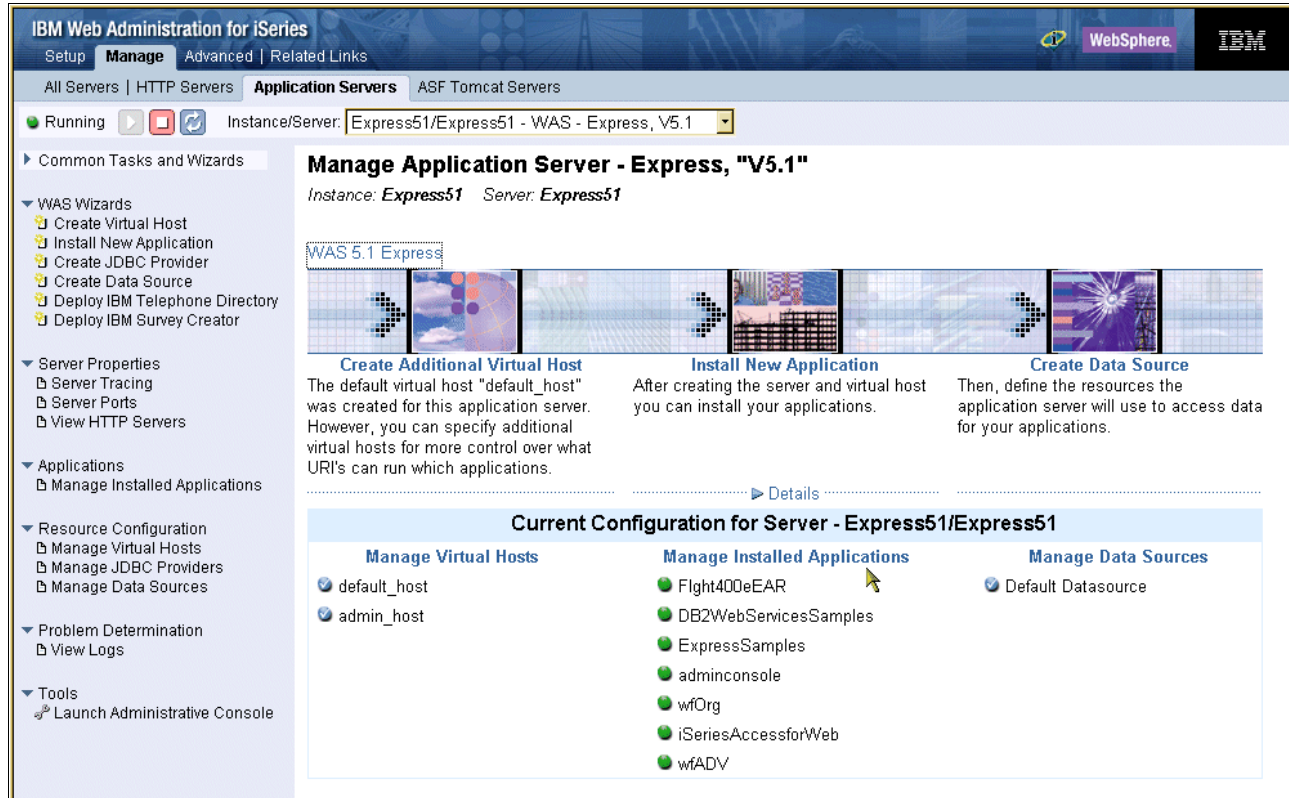 IBM Web Administration for iSeries
Setup Manage Advanced | Related Links
WebSphere.
IBM
All Servers | HTTP Servers Application Servers ASF Tomcat Servers
Running Instance/Server: Express51/Express51 - WAS - Express, V5.1
Common Tasks and Wizards
WAS Wizards
Create Virtual Host
Install New Application
Create JDBC Provider
Create Data Source
Deploy IBM Telephone Directory
Deploy IBM Survey Creator
Server Properties
Server Tracing
Server Ports
View HTTP Servers
Applications
Manage Installed Applications
Resource Configuration
Manage Virtual Hosts
Manage JDBC Providers
Manage Data Sources
Problem Determination
View Logs
Tools
Launch Administrative Console
Manage Application Server - Express, "V5.1"
Instance: Express51 Server: Express51
WAS 5.1 Express
Create Additional Virtual Host
The default virtual host "default_host"
was created for this application server.
However, you can specify additional
virtual hosts for more control over what
URI's can run which applications.
Install New Application
After creating the server and virtual host
you can install your applications.
Create Data Source
Then, define the resources the
application server will use to access data
for your applications.
Details
Current Configuration for Server - Express51/Express51
Manage Virtual Hosts
default_host
admin_host
Manage Installed Applications
Flght400eEAR
DB2WebServicesSamples
ExpressSamples
adminconsole
wfOrg
iSeriesAccessforWeb
wfADV
Manage Data Sources
Default Datasource